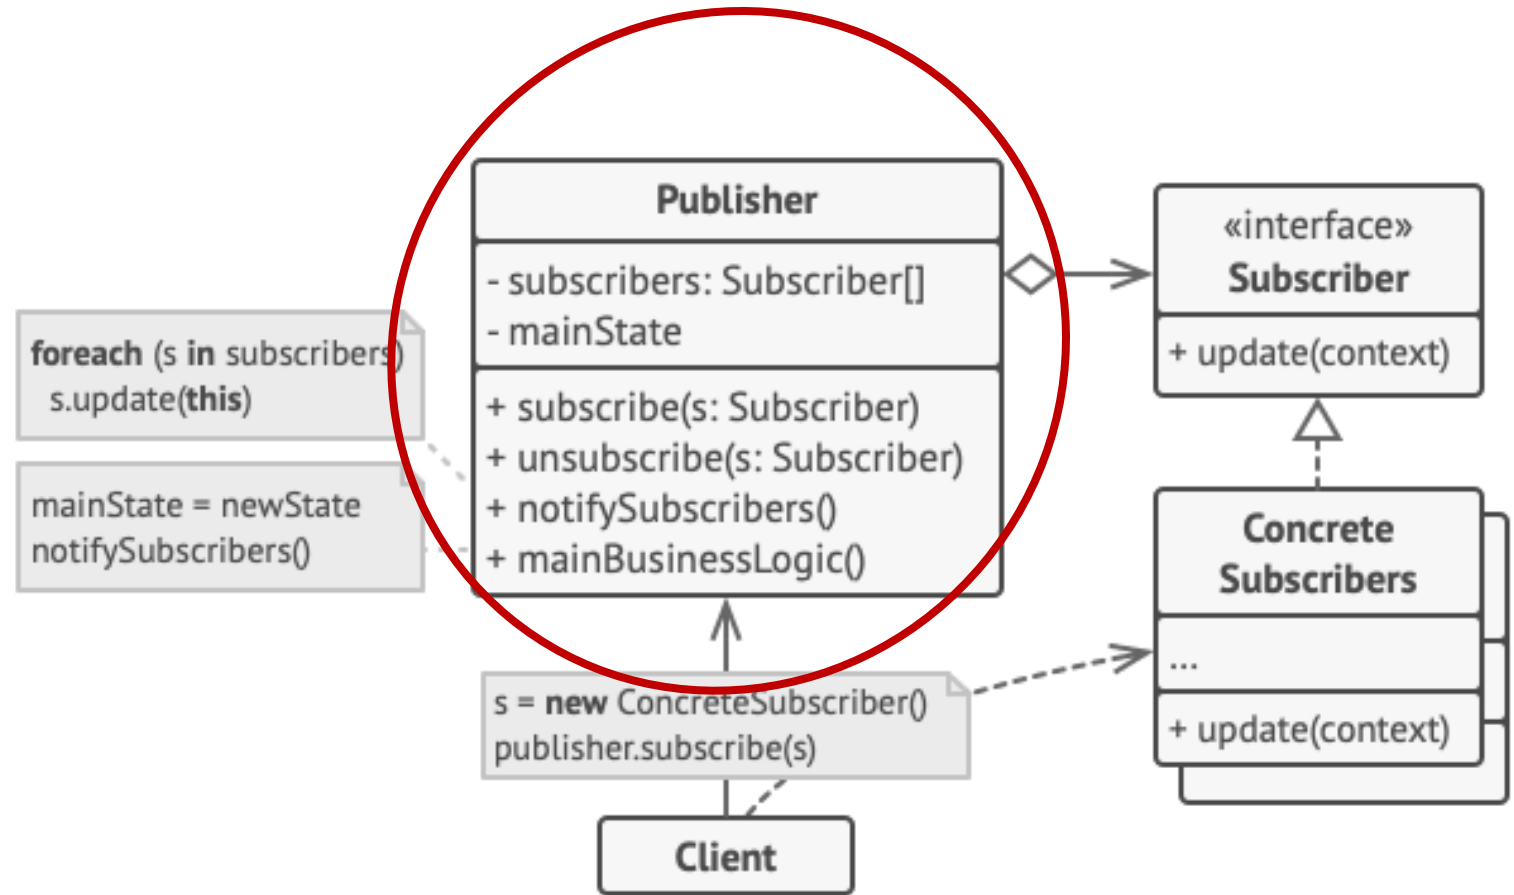 Publisher
- subscribers: Subscriber[]
- mainState
+ subscribe(s: Subscriber)
+ unsubscribe(s: Subscriber)
+ notifySubscribers()
+ mainBusinessLogic()
«interface»
Subscriber
+ update(context)
foreach (s in subscribers)
s.update(this)
mainState = newState
notifySubscribers()
Concrete
Subscribers
...
+ update(context)
s = new ConcreteSubscriber()
publisher.subscribe(s)
Client